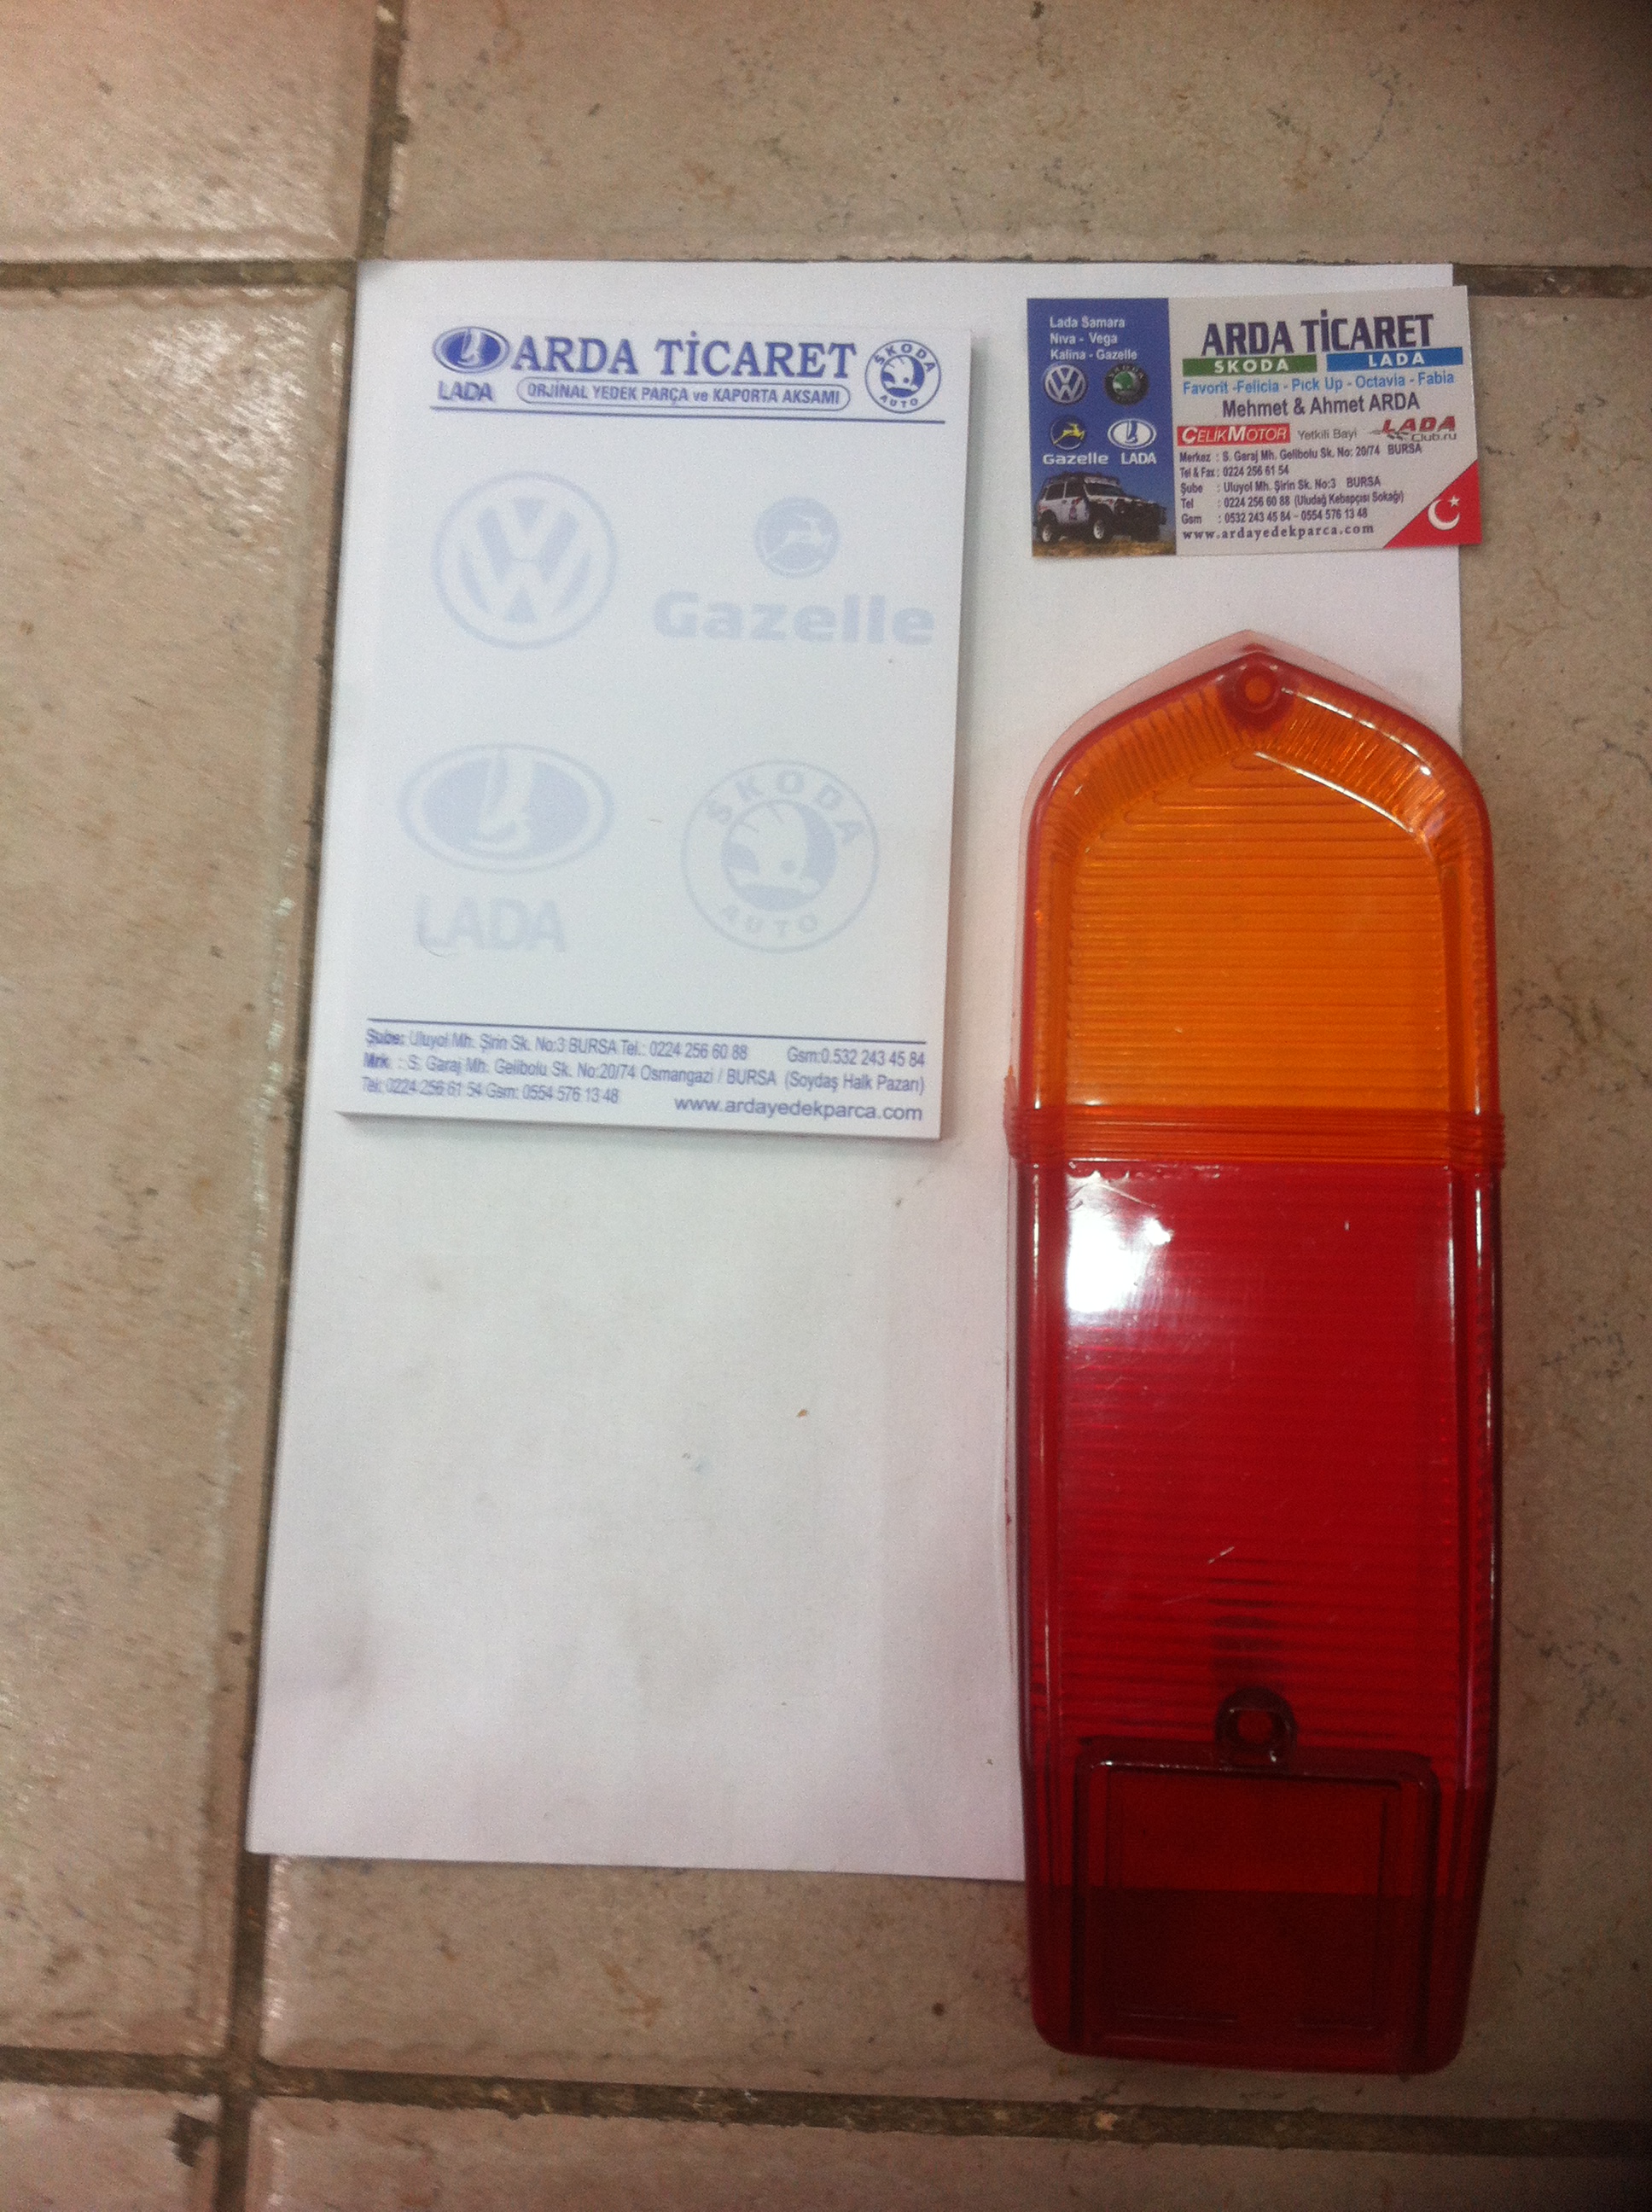 LADA
ARDA TİCARET
ORJİNAL YEDEK PARÇA ve KAPORTA AKSAMI
ŠKODA
AUTO
Gazelle
LADA
ŠKODA
AUTO
Şube: Uluyol Mh. Şirin Sk. No:3 BURSA Tel.: 0224 256 60 88 Gsm:0.532 243 45 84
Mrk. : S. Garaj Mh. Gelibolu Sk. No:20/74 Osmangazi / BURSA (Soydaş Halk Pazarı)
Tel: 0224 256 61 54 Gsm: 0554 576 13 48
www.ardayedekparca.com
Lada Samara
Nıva - Vega
Kalina - Gazelle
Gazelle LADA
ARDA TİCARET
SKODA LADA
Favorit -Felicia - Pıck Up - Octavia - Fabia
Mehmet & Ahmet ARDA
ÇELİKMOTOR Yetkili Bayi LADA
Club.ru
Merkez : S. Garaj Mh. Gelibolu Sk. No: 20/74 BURSA
Tel & Fax : 0224 256 61 54
Şube : Uluyol Mh. Şirin Sk. No:3 BURSA
Tel : 0224 256 60 88 (Uludağ Kebapçısı Sokağı)
Gsm : 0532 243 45 84 - 0554 576 13 48
www.ardayedekparca.com